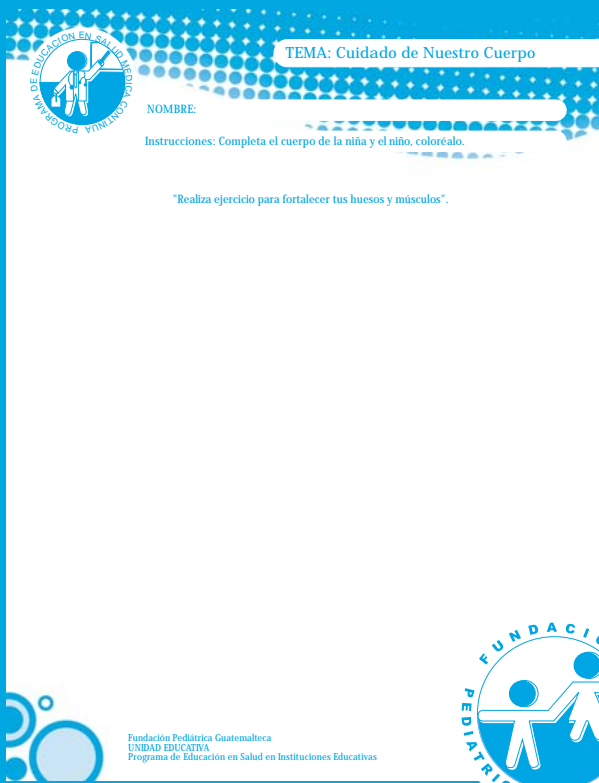 PROGRAMA DE EDUCACION EN SALUD MEDICA CONTINUA
TEMA: Cuidado de Nuestro Cuerpo
NOMBRE:
Instrucciones: Completa el cuerpo de la niña y el niño, coloréalo.
"Realiza ejercicio para fortalecer tus huesos y músculos".
FUNDACIO
PEDIATRIC
Fundación Pediátrica Guatemalteca
UNIDAD EDUCATIVA
Programa de Educación en Salud en Instituciones Educativas